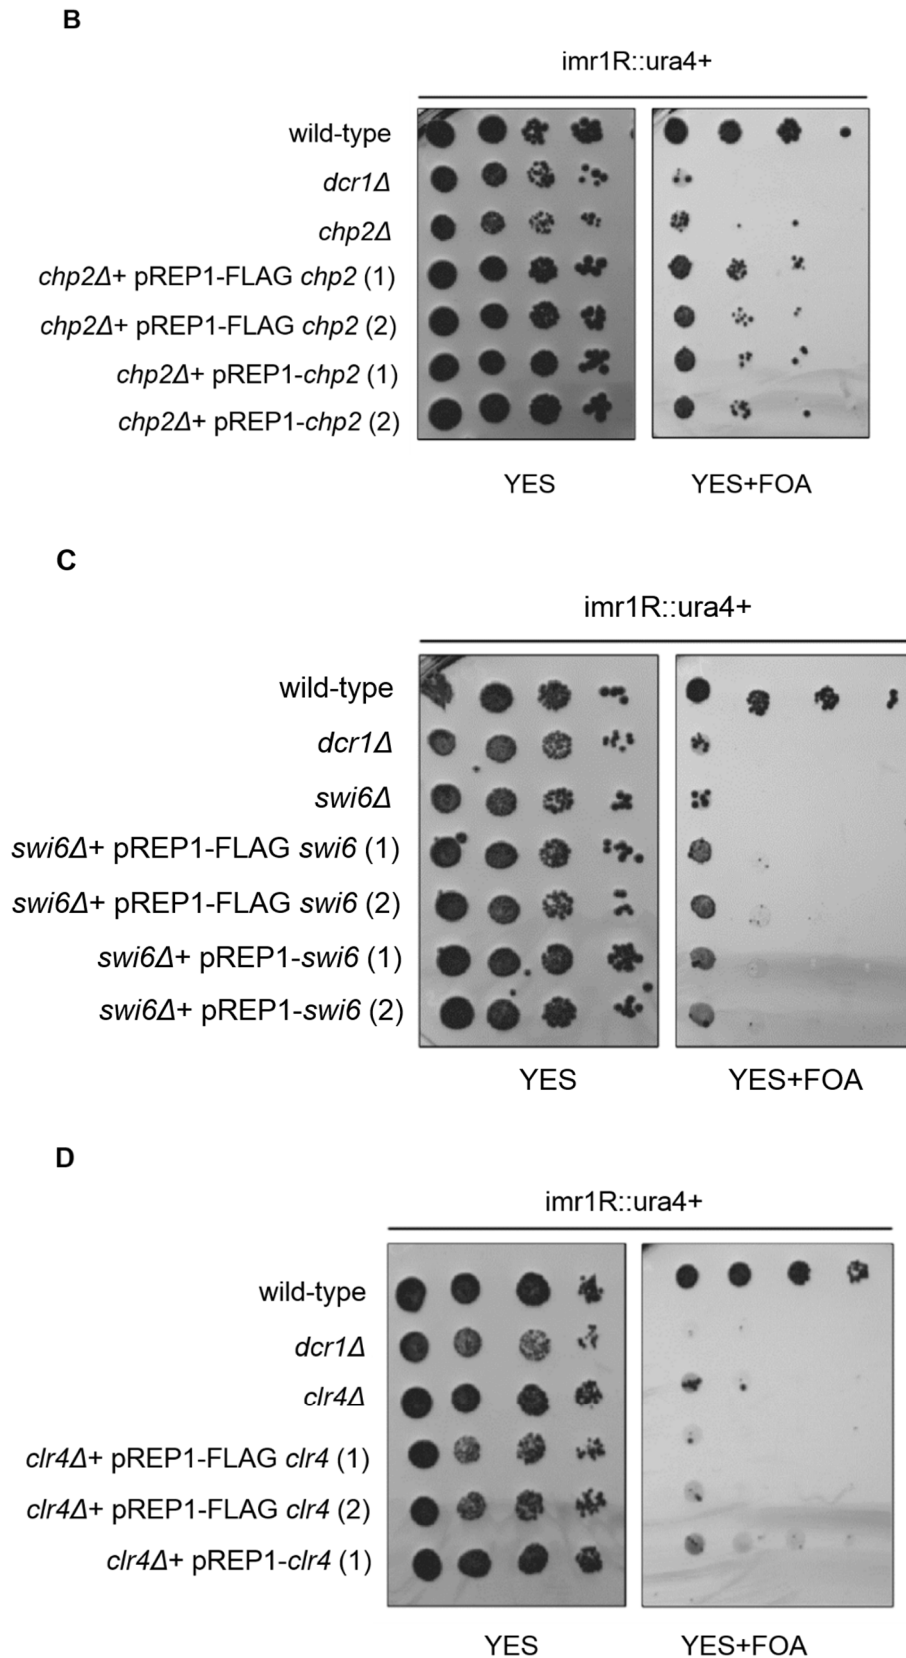 B
imr1R::ura4+
wild-type
dcr1Δ
chp2Δ
chp2Δ+ pREP1-FLAG chp2 (1)
chp2Δ+ pREP1-FLAG chp2 (2)
chp2Δ+ pREP1-chp2 (1)
chp2Δ+ pREP1-chp2 (2)
YES YES+FOA
C
imr1R::ura4+
wild-type
dcr1Δ
swi6Δ
swi6Δ+ pREP1-FLAG swi6 (1)
swi6Δ+ pREP1-FLAG swi6 (2)
swi6Δ+ pREP1-swi6 (1)
swi6Δ+ pREP1-swi6 (2)
YES YES+FOA
D
imr1R::ura4+
wild-type
dcr1Δ
clr4Δ
clr4Δ+ pREP1-FLAG clr4 (1)
clr4Δ+ pREP1-FLAG clr4 (2)
clr4Δ+ pREP1-clr4 (1)
YES YES+FOA